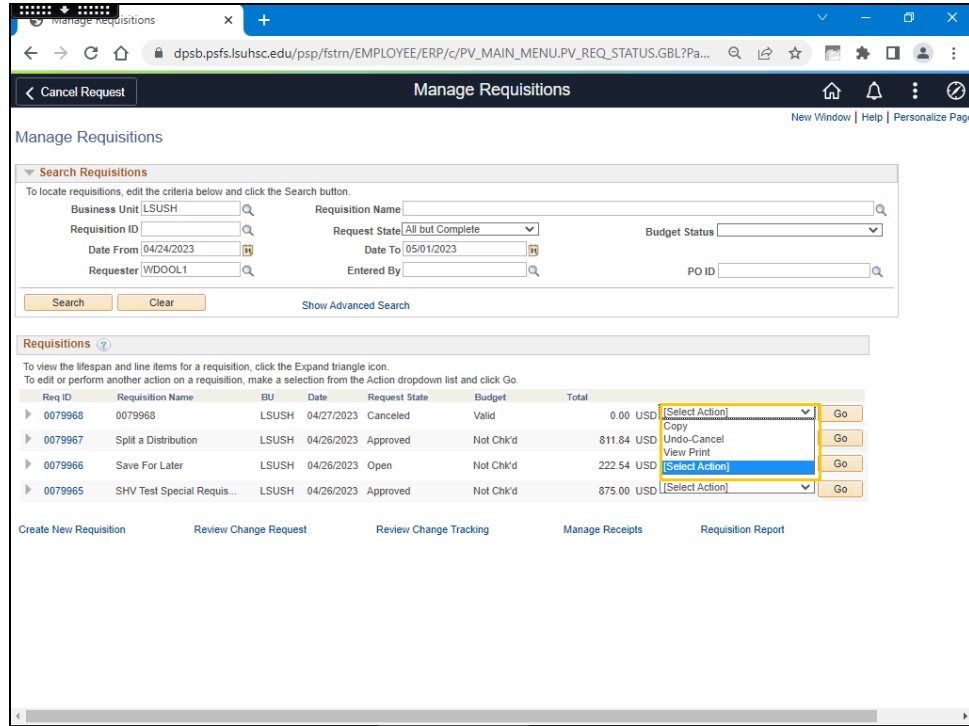 Manage Requisitions
dpsb.psfs.lsuhsc.edu/psp/fstrn/EMPLOYEE/ERP/c/PV_MAIN_MENU.PV_REQ_STATUS.GBL?Pa...
Cancel Request Manage Requisitions
New Window | Help | Personalize Page
Manage Requisitions
Search Requisitions
To locate requisitions, edit the criteria below and click the Search button.
Business Unit LSUSH Requisition Name
Requisition ID Request State All but Complete Budget Status
Date From 04/24/2023 Date To 05/01/2023
Requester WDOOL1 Entered By PO ID
Search Clear Show Advanced Search
Requisitions ?
To view the lifespan and line items for a requisition, click the Expand triangle icon.
To edit or perform another action on a requisition, make a selection from the Action dropdown list and click Go.
Req ID Requisition Name BU Date Request State Budget Total
0079968 0079968 LSUSH 04/27/2023 Canceled Valid 0.00 USD [Select Action] Go
Copy
0079967 Split a Distribution LSUSH 04/26/2023 Approved Not Chk'd 811.84 USD Undo-Cancel Go
View Print
0079966 Save For Later LSUSH 04/26/2023 Open Not Chk'd 222.54 USD [Select Action] Go
0079965 SHV Test Special Requis... LSUSH 04/26/2023 Approved Not Chk'd 875.00 USD [Select Action] Go
Create New Requisition Review Change Request Review Change Tracking Manage Receipts Requisition Report